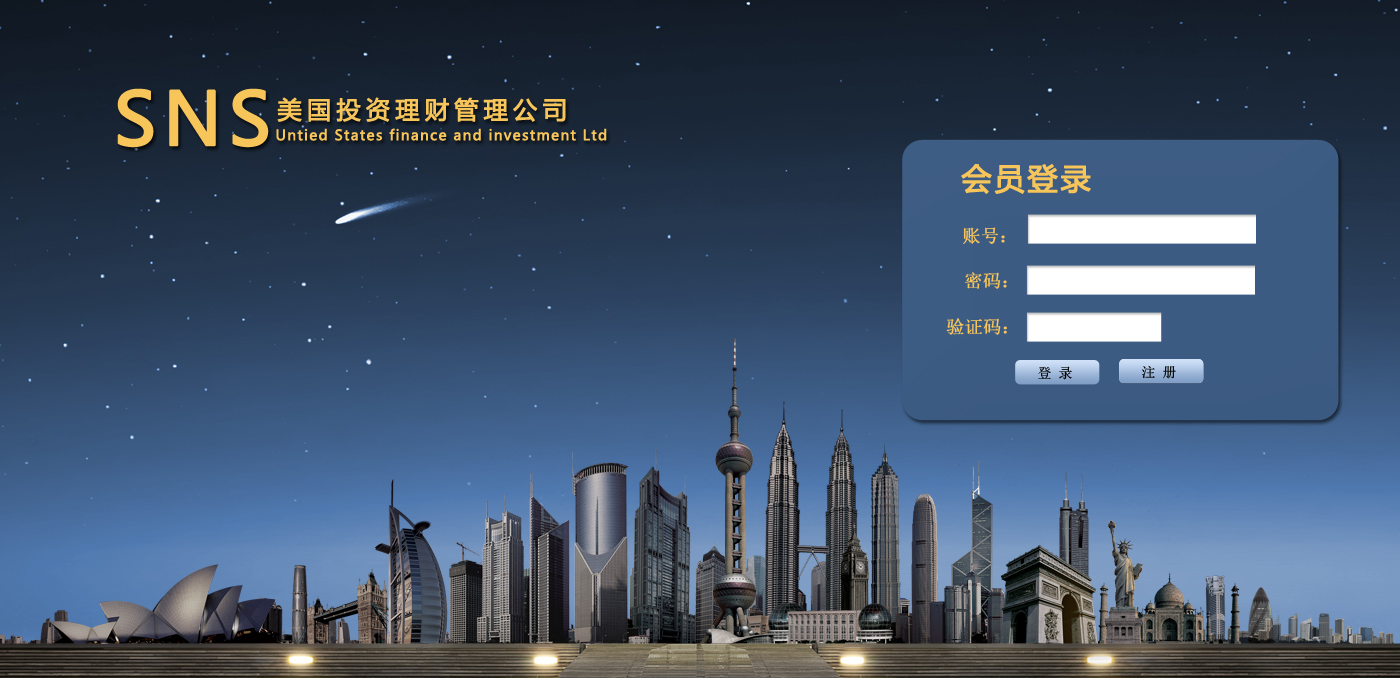 SNS
美国投资理财管理公司
Untied States finance and investment Ltd
会员登录
账号：
密码：
验证码：
登 录 注 册